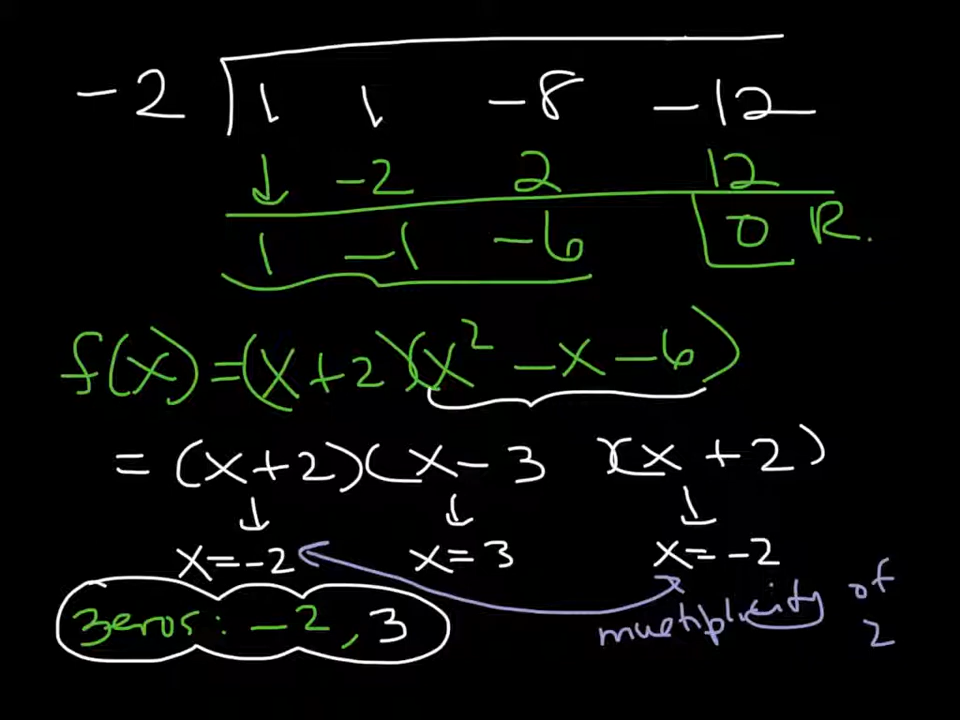 -2 1 1 -8 -12
↓ -2 2 12
1 -1 -6 0 R.
f(x)=(x+2)(x² -x -6)
= (x+2)(x-3)(x+2)
↓ ↓ ↓
x=-2 x=3 x=-2
zeros: -2, 3 multiplicity of 2